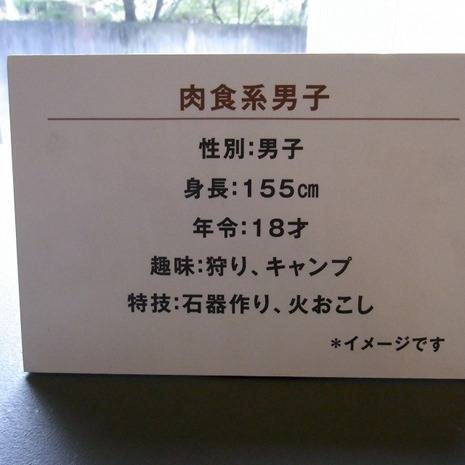 肉食系男子
性別:男子
身長:155㎝
年令:18才
趣味:狩り、キャンプ
特技:石器作り、火おこし
*イメージです